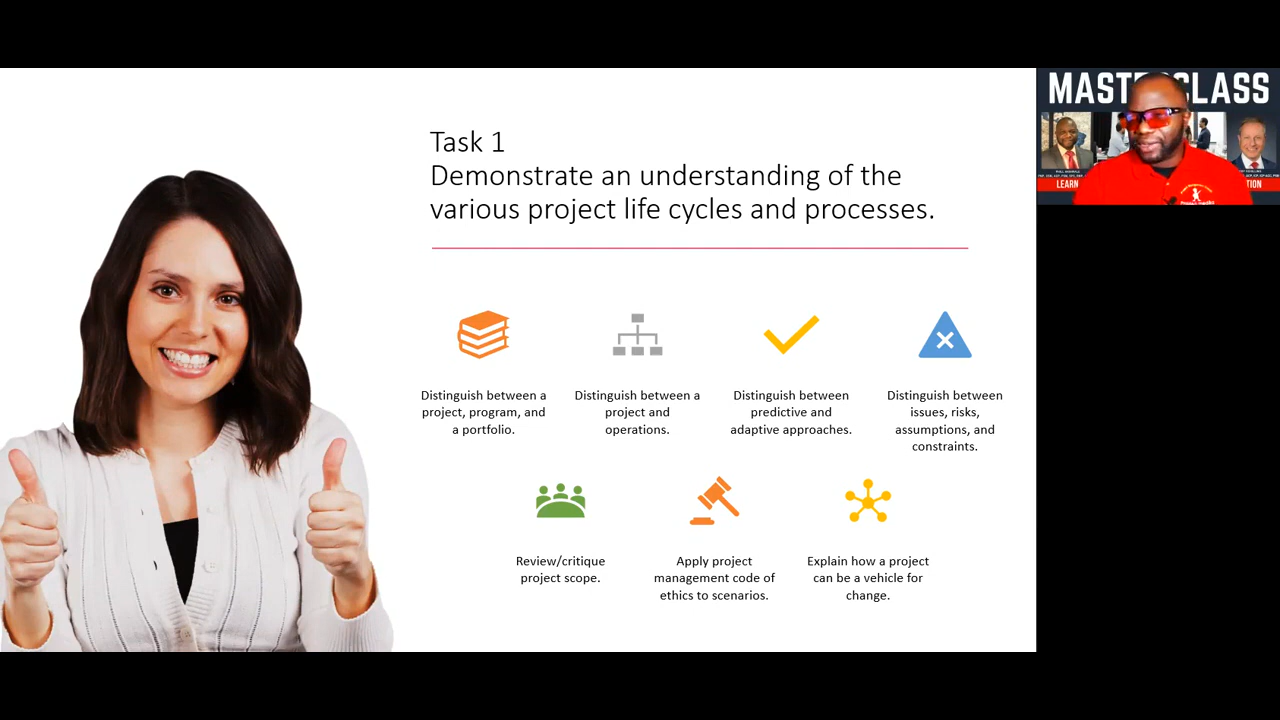 Task 1
Demonstrate an understanding of the
various project life cycles and processes.
Distinguish between a
project, program, and
a portfolio.
Distinguish between a
project and
operations.
Distinguish between
predictive and
adaptive approaches.
Distinguish between
issues, risks,
assumptions, and
constraints.
Review/critique
project scope.
Apply project
management code of
ethics to scenarios.
Explain how a project
can be a vehicle for
change.
LEARN